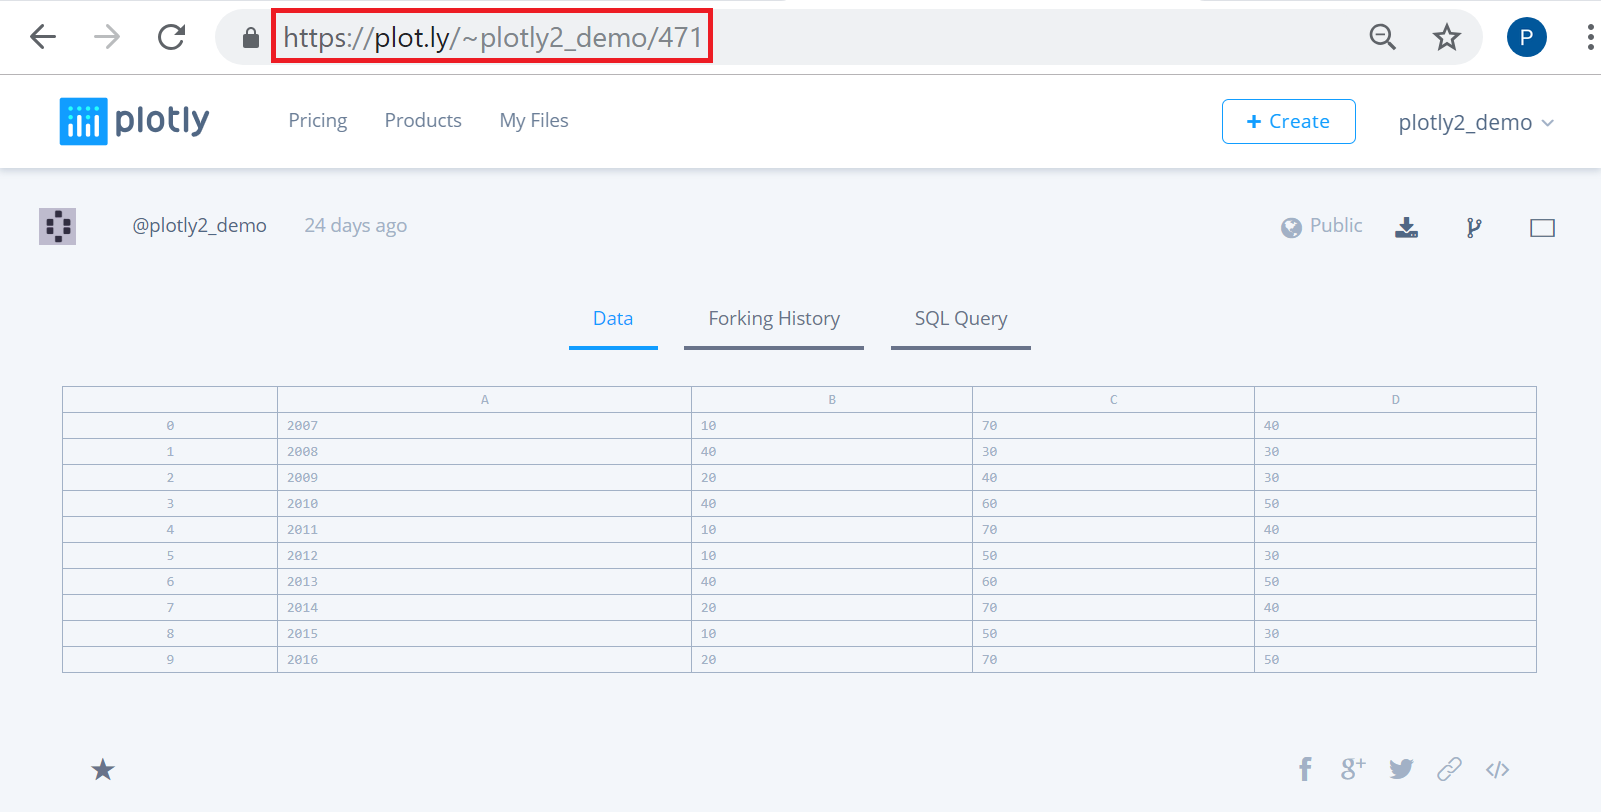 https://plot.ly/~plotly2_demo/471
P
plotly Pricing Products My Files + Create plotly2_demo
@plotly2_demo 24 days ago Public
Data Forking History SQL Query
A B C D
0 2007 10 70 40
1 2008 40 30 30
2 2009 20 40 30
3 2010 40 60 50
4 2011 10 70 40
5 2012 10 50 30
6 2013 40 60 50
7 2014 20 70 40
8 2015 10 50 30
9 2016 20 70 50
f g+ </>